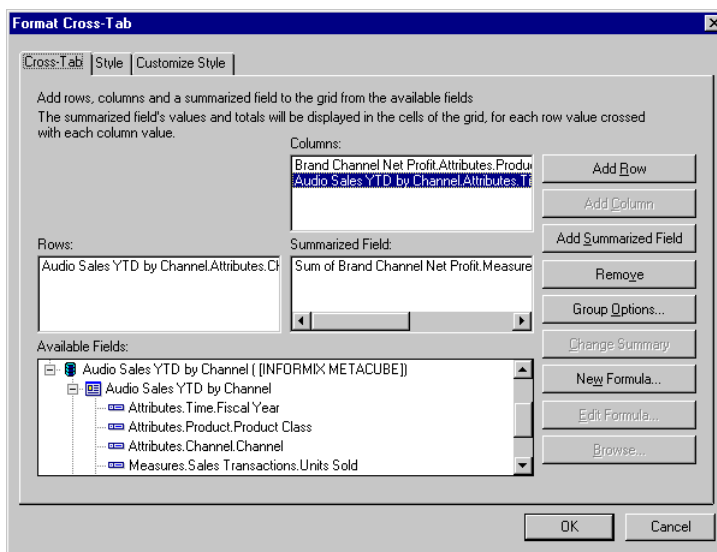 Format Cross-Tab
Cross-Tab Style Customize Style
Add rows, columns and a summarized field to the grid from the available fields
The summarized field's values and totals will be displayed in the cells of the grid, for each row value crossed
with each column value.
Columns:
Brand Channel Net Profit.Attributes.Produ
Audio Sales YTD by Channel.Attributes.Ti
Add Row
Add Column
Add Summarized Field
Rows:
Audio Sales YTD by Channel.Attributes.Ch
Summarized Field:
Sum of Brand Channel Net Profit.Measure
Remove
Group Options...
Change Summary
New Formula...
Edit Formula...
Browse...
Available Fields:
Audio Sales YTD by Channel ( [INFORMIX METACUBE])
Audio Sales YTD by Channel
Attributes.Time.Fiscal Year
Attributes.Product.Product Class
Attributes.Channel.Channel
Measures.Sales Transactions.Units Sold
OK
Cancel